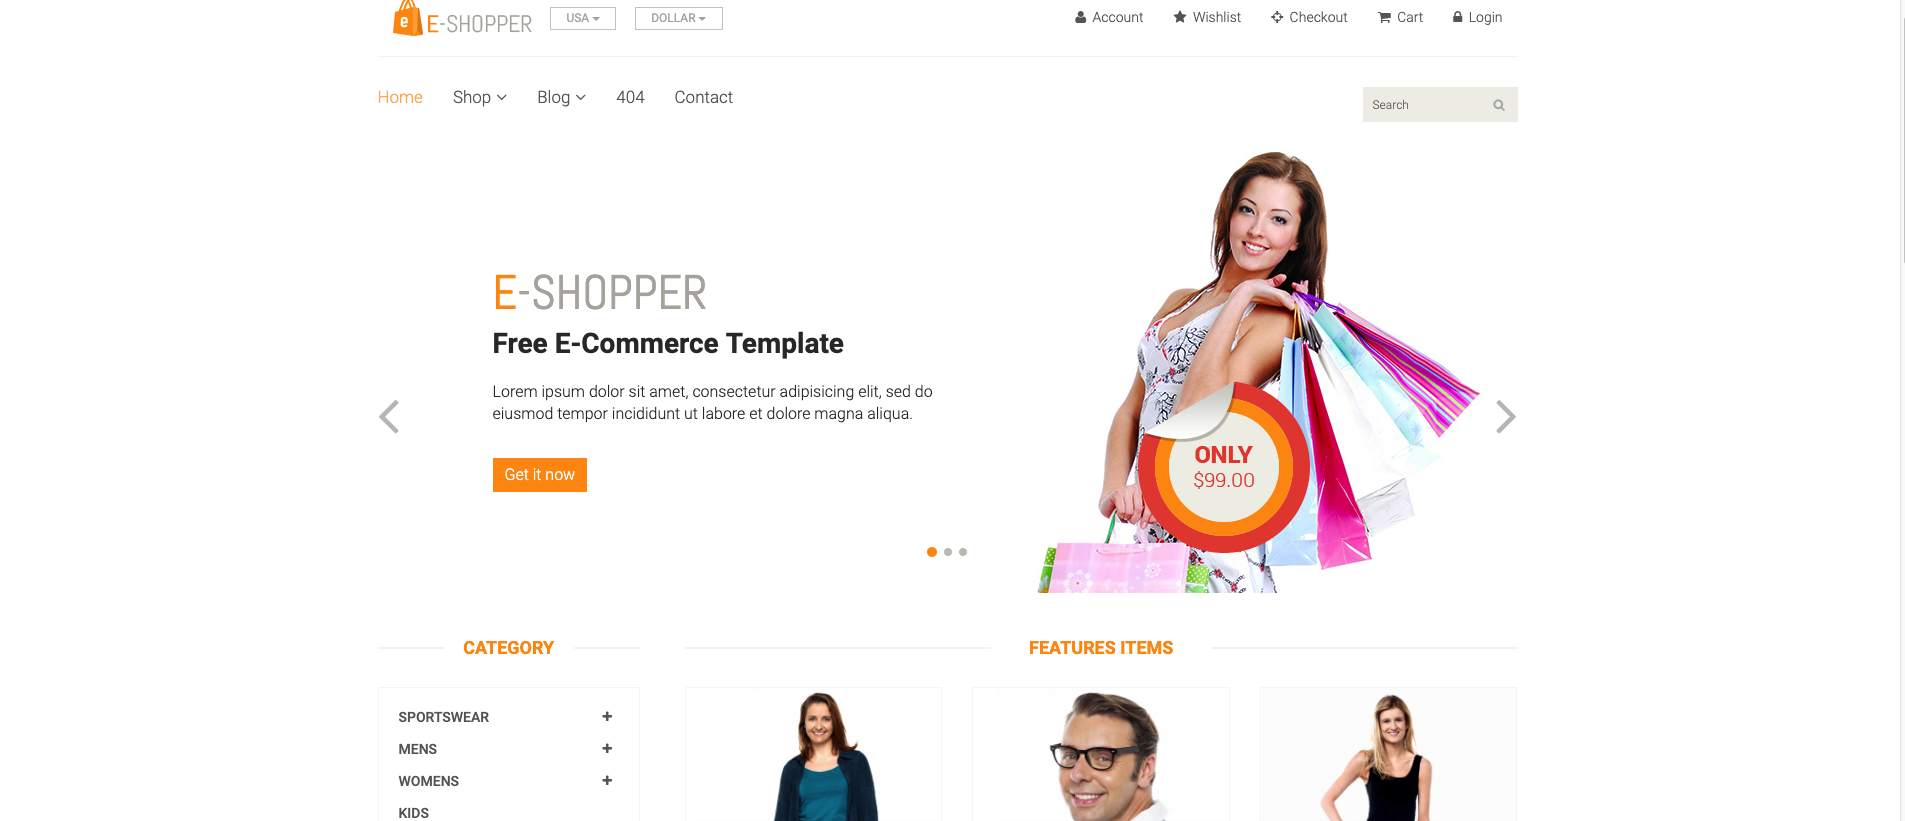 E-SHOPPER
USA
DOLLAR
Account
Wishlist
Checkout
Cart
Login
Home
Shop
Blog
404
Contact
Search
E-SHOPPER
Free E-Commerce Template
Lorem ipsum dolor sit amet, consectetur adipisicing elit, sed do
eiusmod tempor incididunt ut labore et dolore magna aliqua.
Get it now
ONLY
$99.00
CATEGORY
SPORTSWEAR
MENS
WOMENS
KIDS
FEATURES ITEMS